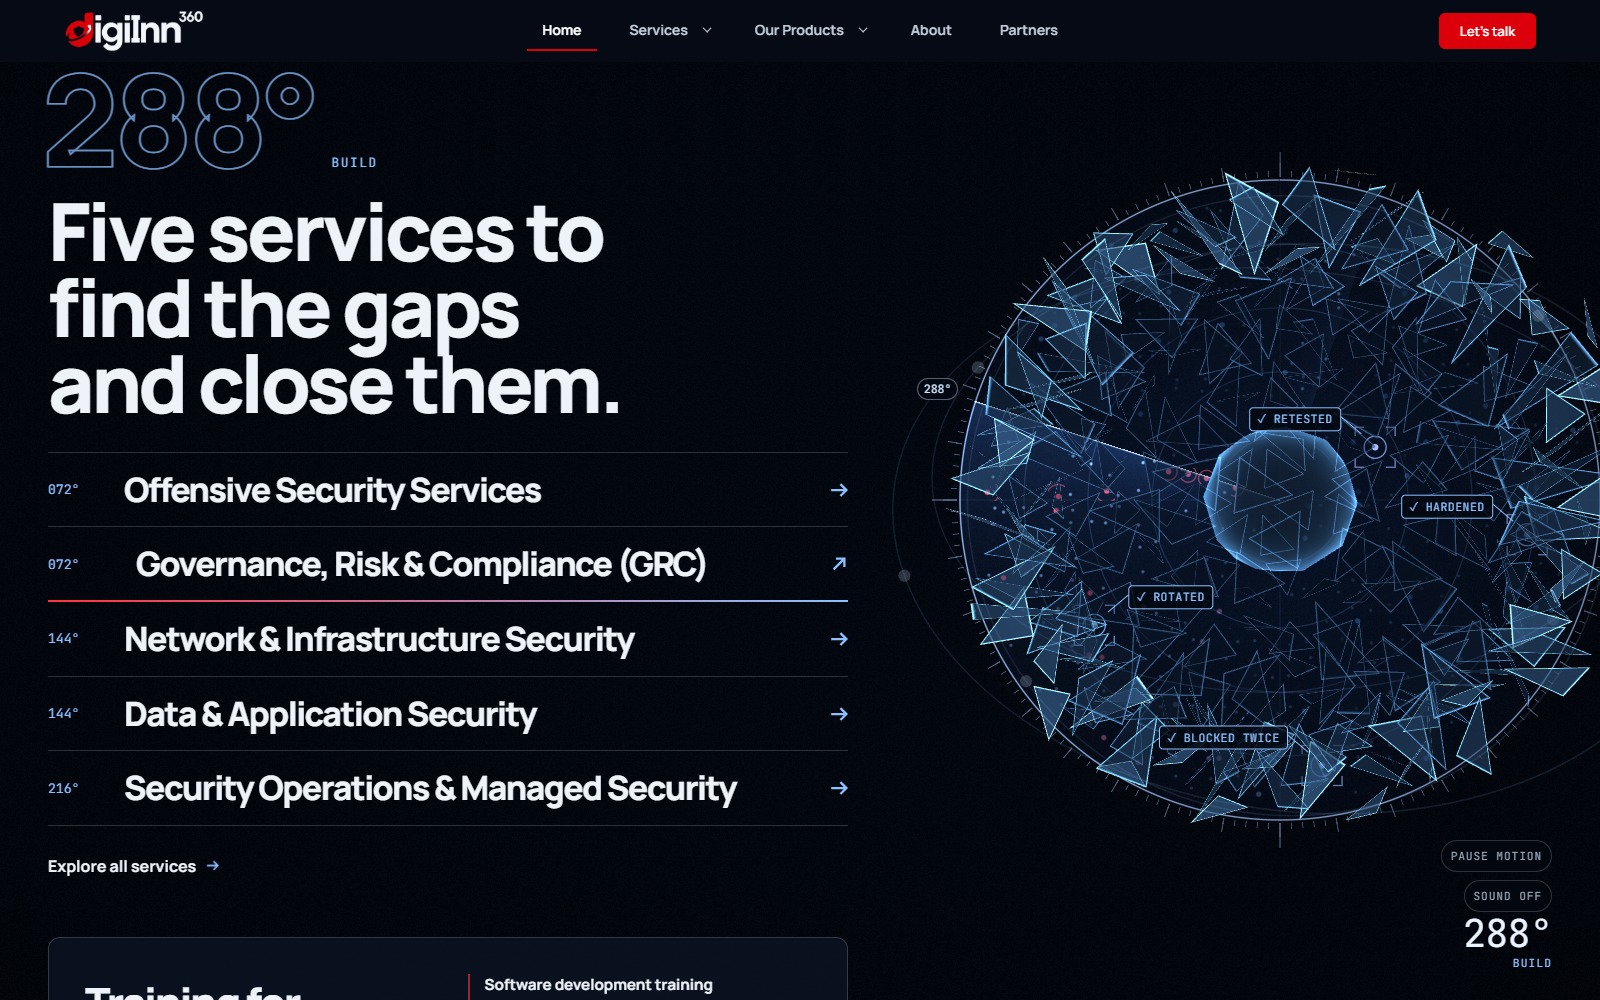 digiInn360
Home
Services
Our Products
About
Partners
Let's talk
288°
BUILD
Five services to
find the gaps
and close them.
072° Offensive Security Services →
072° Governance, Risk & Compliance (GRC) ↗
144° Network & Infrastructure Security →
144° Data & Application Security →
216° Security Operations & Managed Security →
Explore all services →
Software development training
Training for
288°
✓ RETESTED
✓ HARDENED
✓ ROTATED
✓ BLOCKED TWICE
PAUSE MOTION
SOUND OFF
288°
BUILD